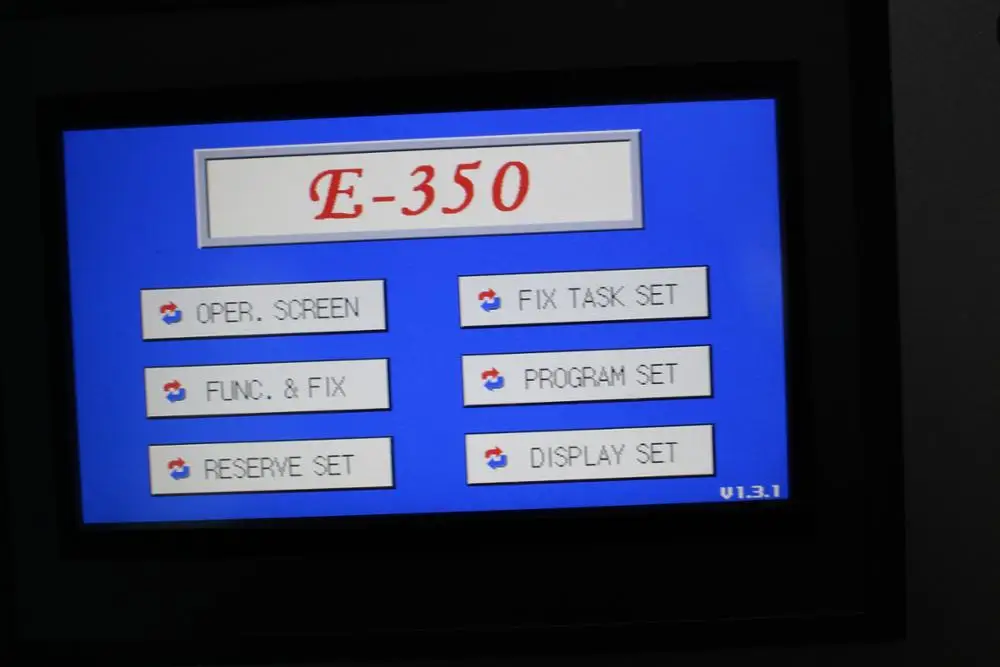 E-350
OPER. SCREEN
FIX TASK SET
FUNC. & FIX
PROGRAM SET
RESERVE SET
DISPLAY SET
V1.3.1